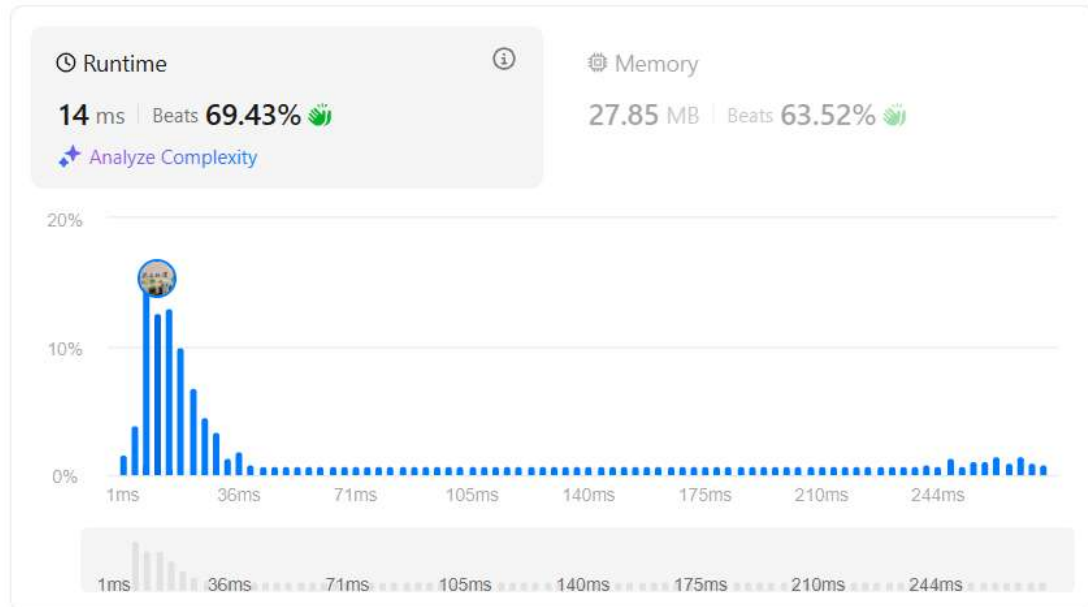 Runtime
14 ms Beats 69.43%
Analyze Complexity
Memory
27.85 MB Beats 63.52%
20%
10%
0%
1ms 36ms 71ms 105ms 140ms 175ms 210ms 244ms
1ms 36ms 71ms 105ms 140ms 175ms 210ms 244ms